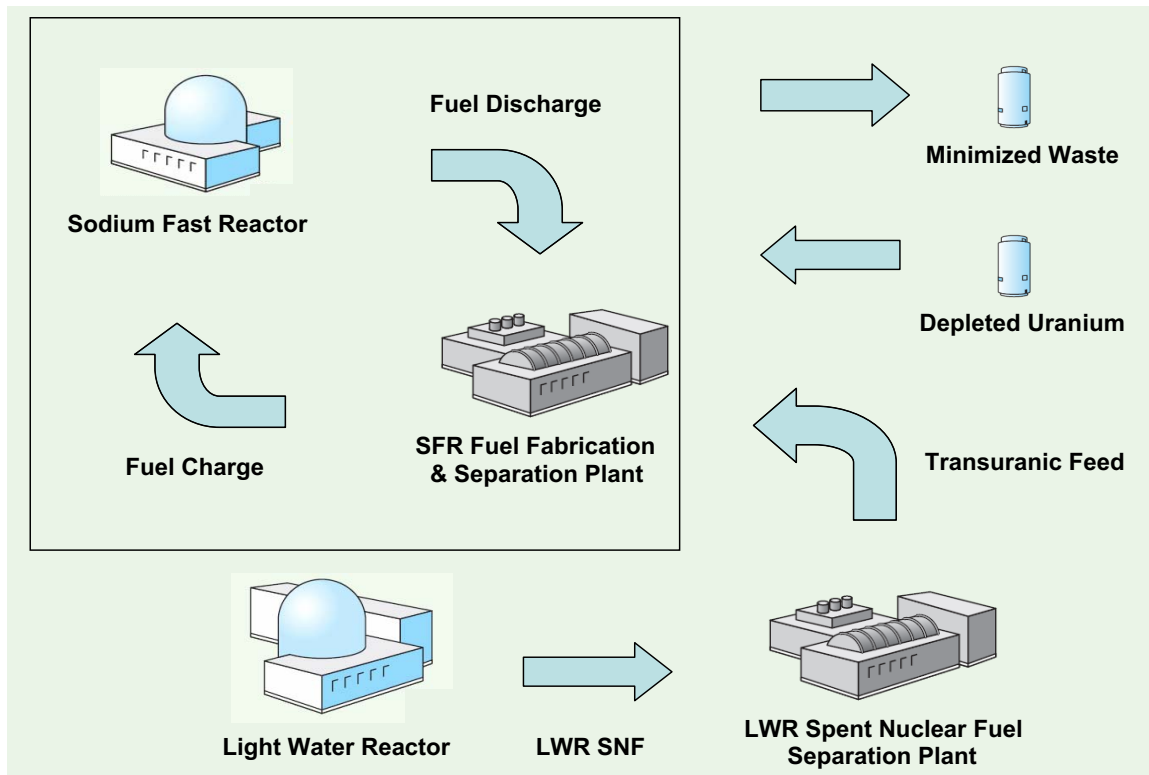 Fuel Discharge
Minimized Waste
Sodium Fast Reactor
Depleted Uranium
SFR Fuel Fabrication
& Separation Plant
Fuel Charge
Transuranic Feed
Light Water Reactor
LWR SNF
LWR Spent Nuclear Fuel
Separation Plant